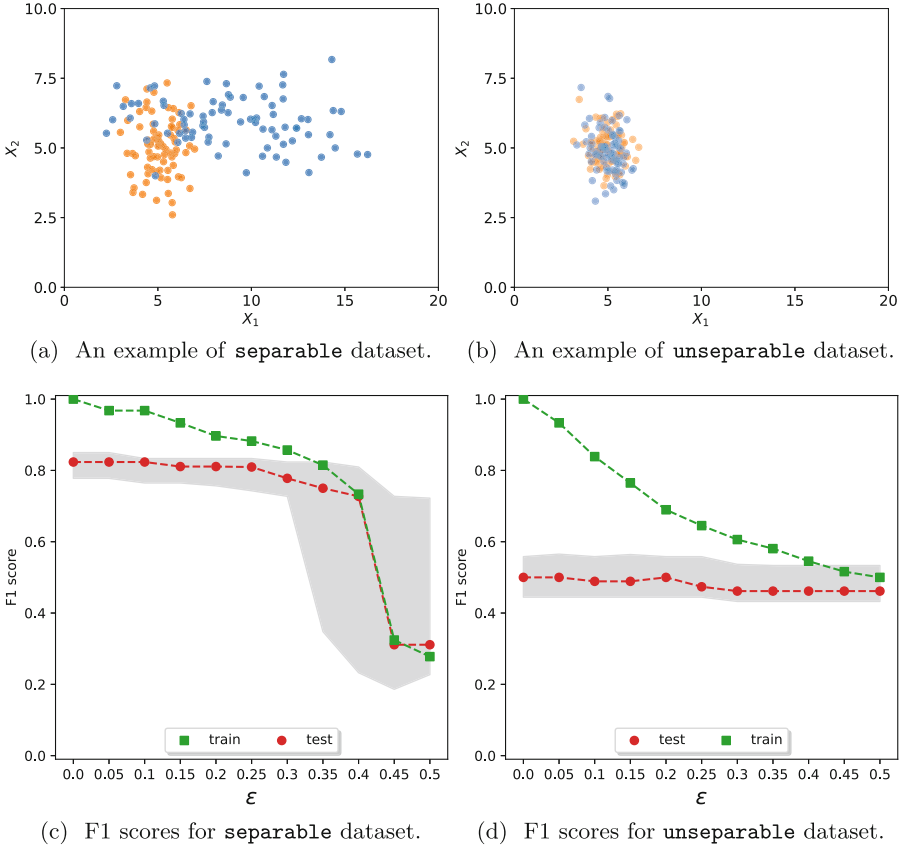 10.0
7.5
5.0
2.5
0.0
X2
0
5
10
15
20
X1
(a) An example of separable dataset.
10.0
7.5
5.0
2.5
0.0
X2
0
5
10
15
20
X1
(b) An example of unseparable dataset.
1.0
0.8
0.6
0.4
0.2
0.0
F1 score
train test
0.0 0.05 0.1 0.15 0.2 0.25 0.3 0.35 0.4 0.45 0.5
ε
(c) F1 scores for separable dataset.
1.0
0.8
0.6
0.4
0.2
0.0
F1 score
test train
0.0 0.05 0.1 0.15 0.2 0.25 0.3 0.35 0.4 0.45 0.5
ε
(d) F1 scores for unseparable dataset.